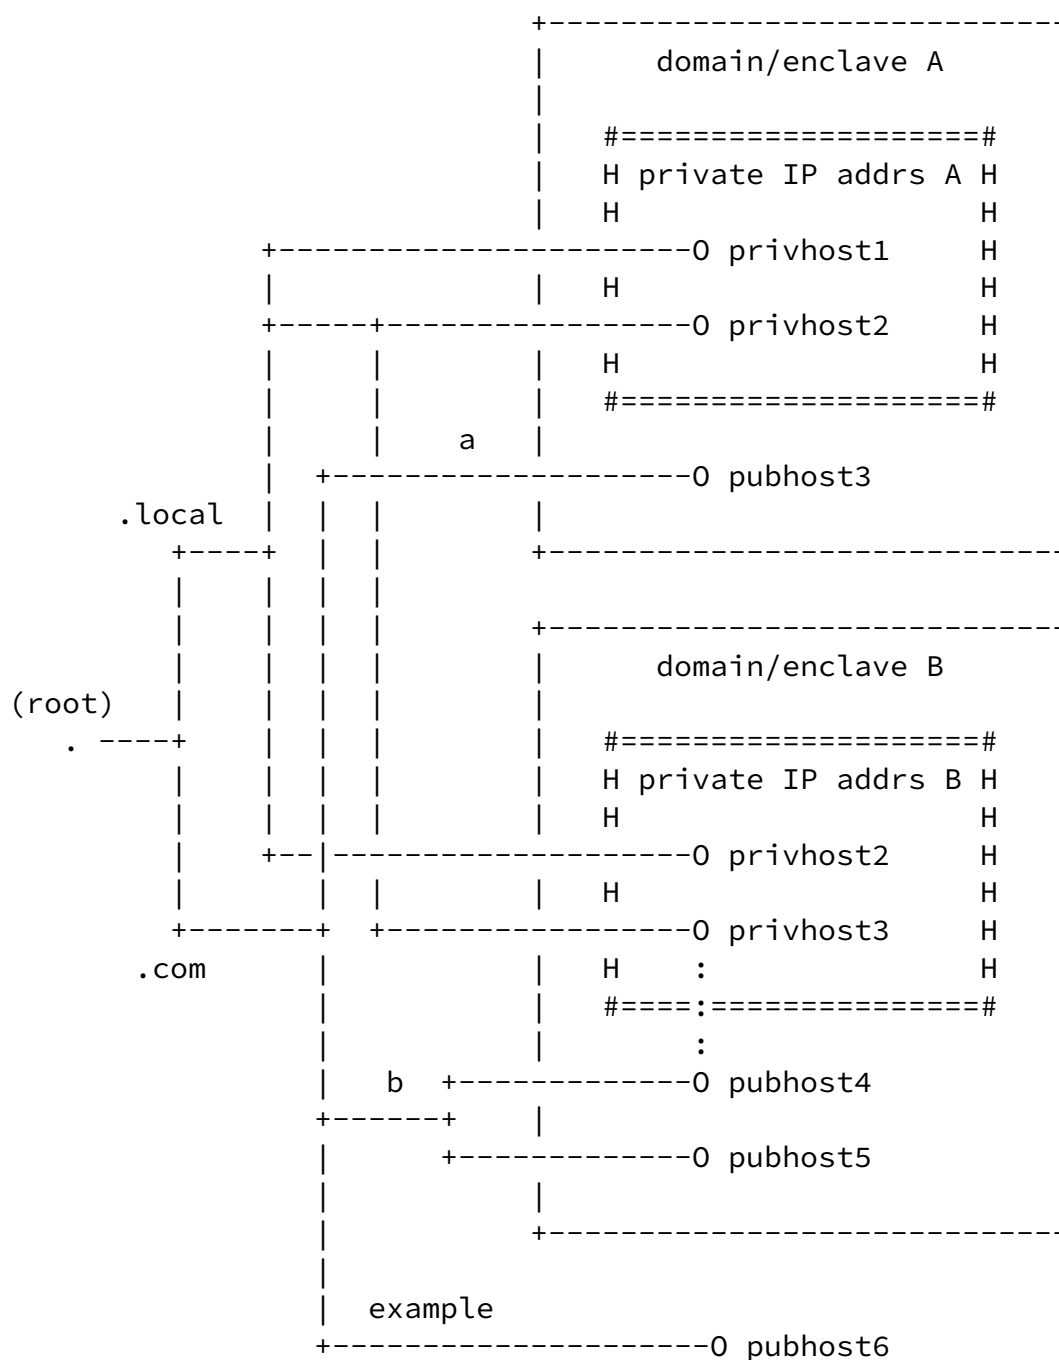 domain/enclave A
private IP addrs A
privhost1
privhost2
a
pubhost3
.local
domain/enclave B
(root)
.
private IP addrs B
privhost2
privhost3
.com
b
pubhost4
pubhost5
example
pubhost6